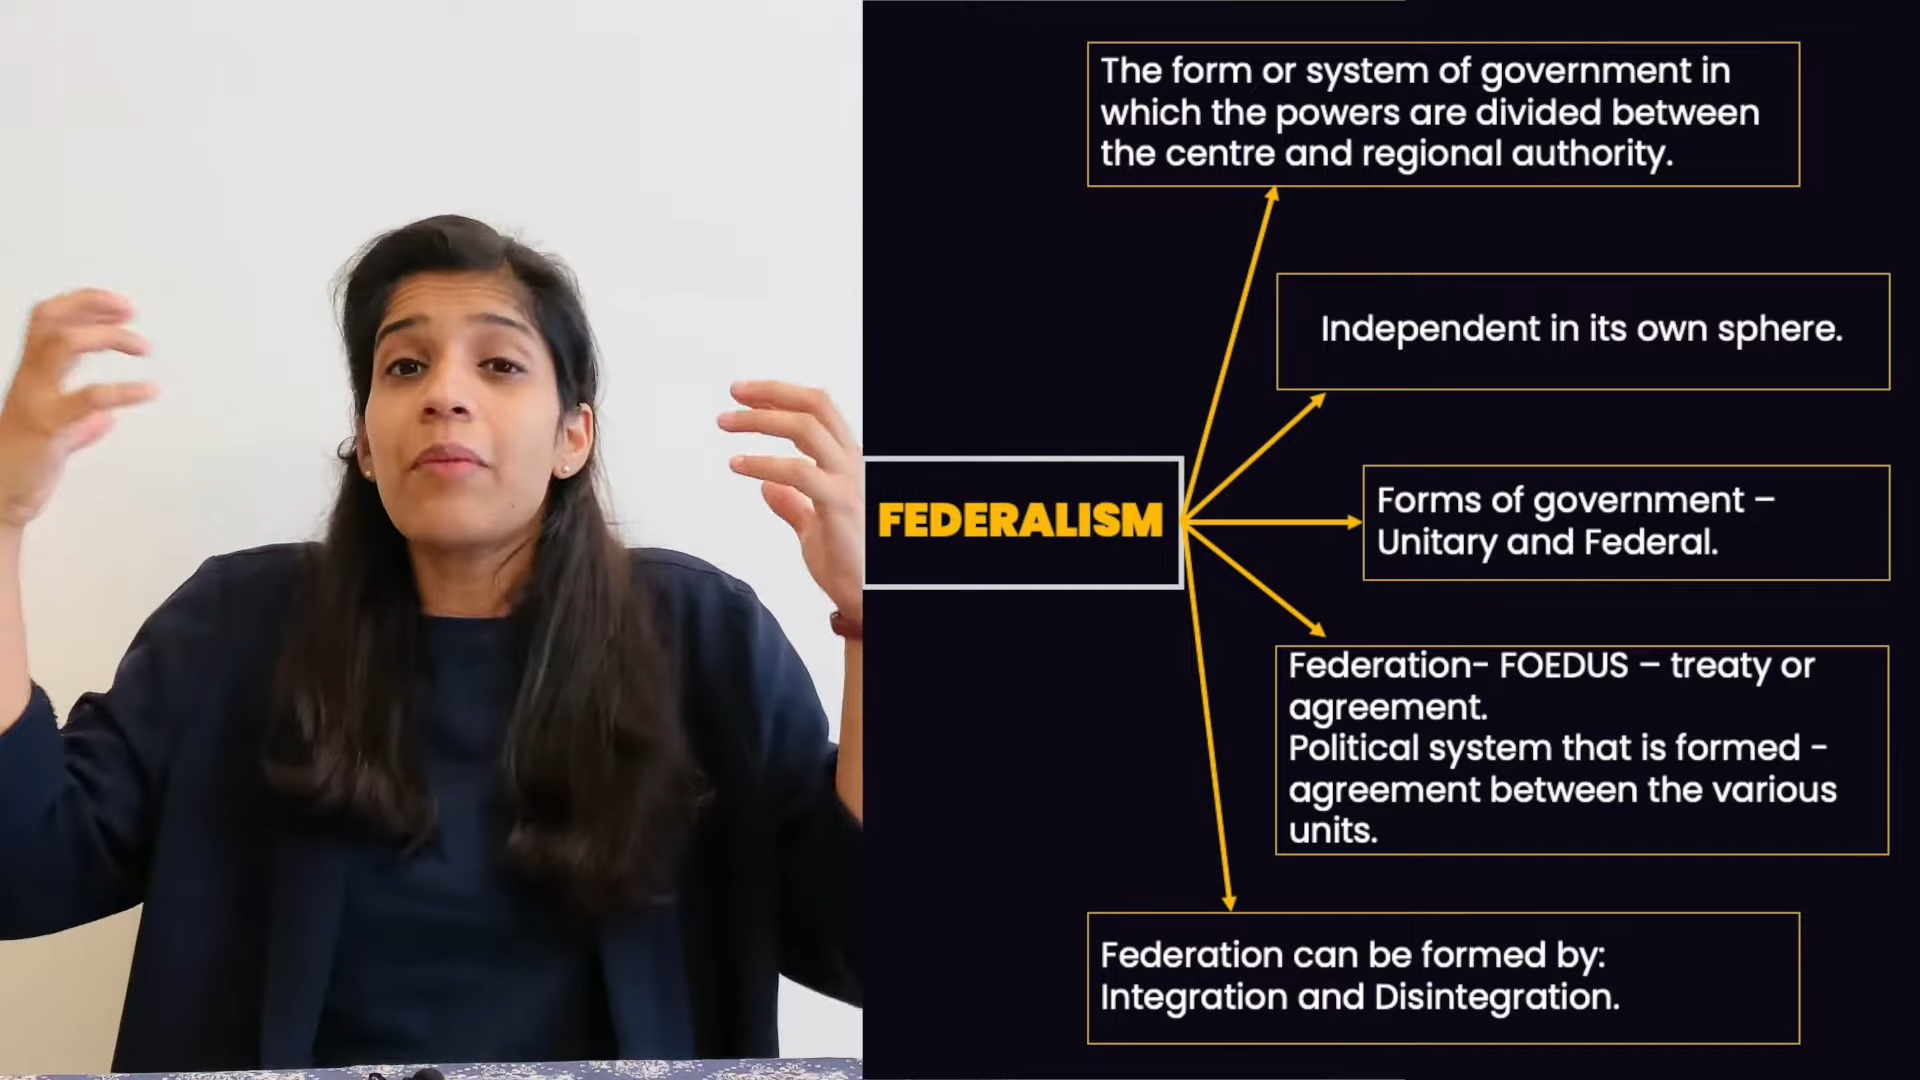 The form or system of government in
which the powers are divided between
the centre and regional authority.
Independent in its own sphere.
FEDERALISM
Forms of government –
Unitary and Federal.
Federation- FOEDUS – treaty or
agreement.
Political system that is formed -
agreement between the various
units.
Federation can be formed by:
Integration and Disintegration.